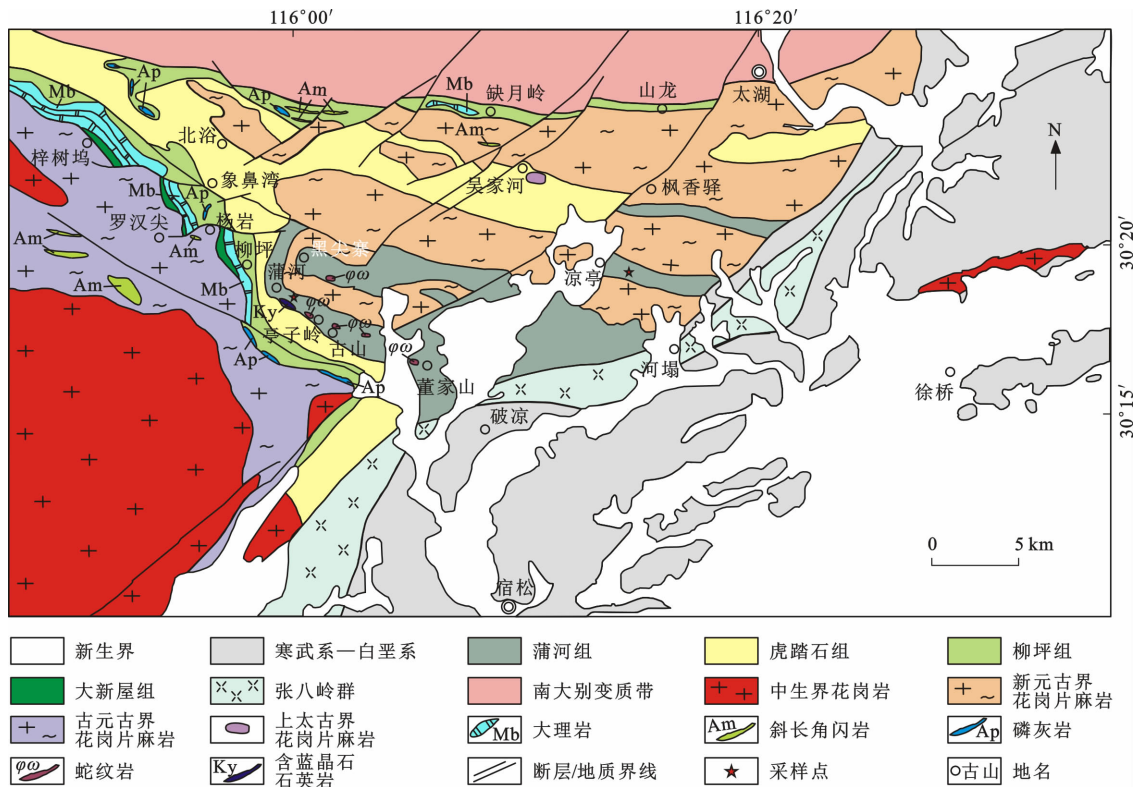 116°00′
116°20′
Ap
Mb
Ap
Am
Mb
缺月岭
山龙
太湖
Am
北浴
N
梓树坞
象鼻湾
吴家河
枫香驿
Mb
Ap
罗汉尖
杨岩
Am
Am
柳坪
黑尖寨
30°20′
蒲河
φω
凉亭
Am
Mb
φω
Ky
亭子岭
φω
古山
φω
Ap
河塌
Ap
董家山
徐桥
破凉
30°15′
0
5 km
宿松
新生界
寒武系—白垩系
蒲河组
虎踏石组
柳坪组
大新屋组
张八岭群
南大别变质带
中生界花岗岩
新元古界
花岗片麻岩
古元古界
花岗片麻岩
上太古界
花岗片麻岩
Mb
大理岩
Am
斜长角闪岩
Ap
磷灰岩
φω
蛇纹岩
Ky
含蓝晶石
石英岩
断层/地质界线
采样点
古山
地名